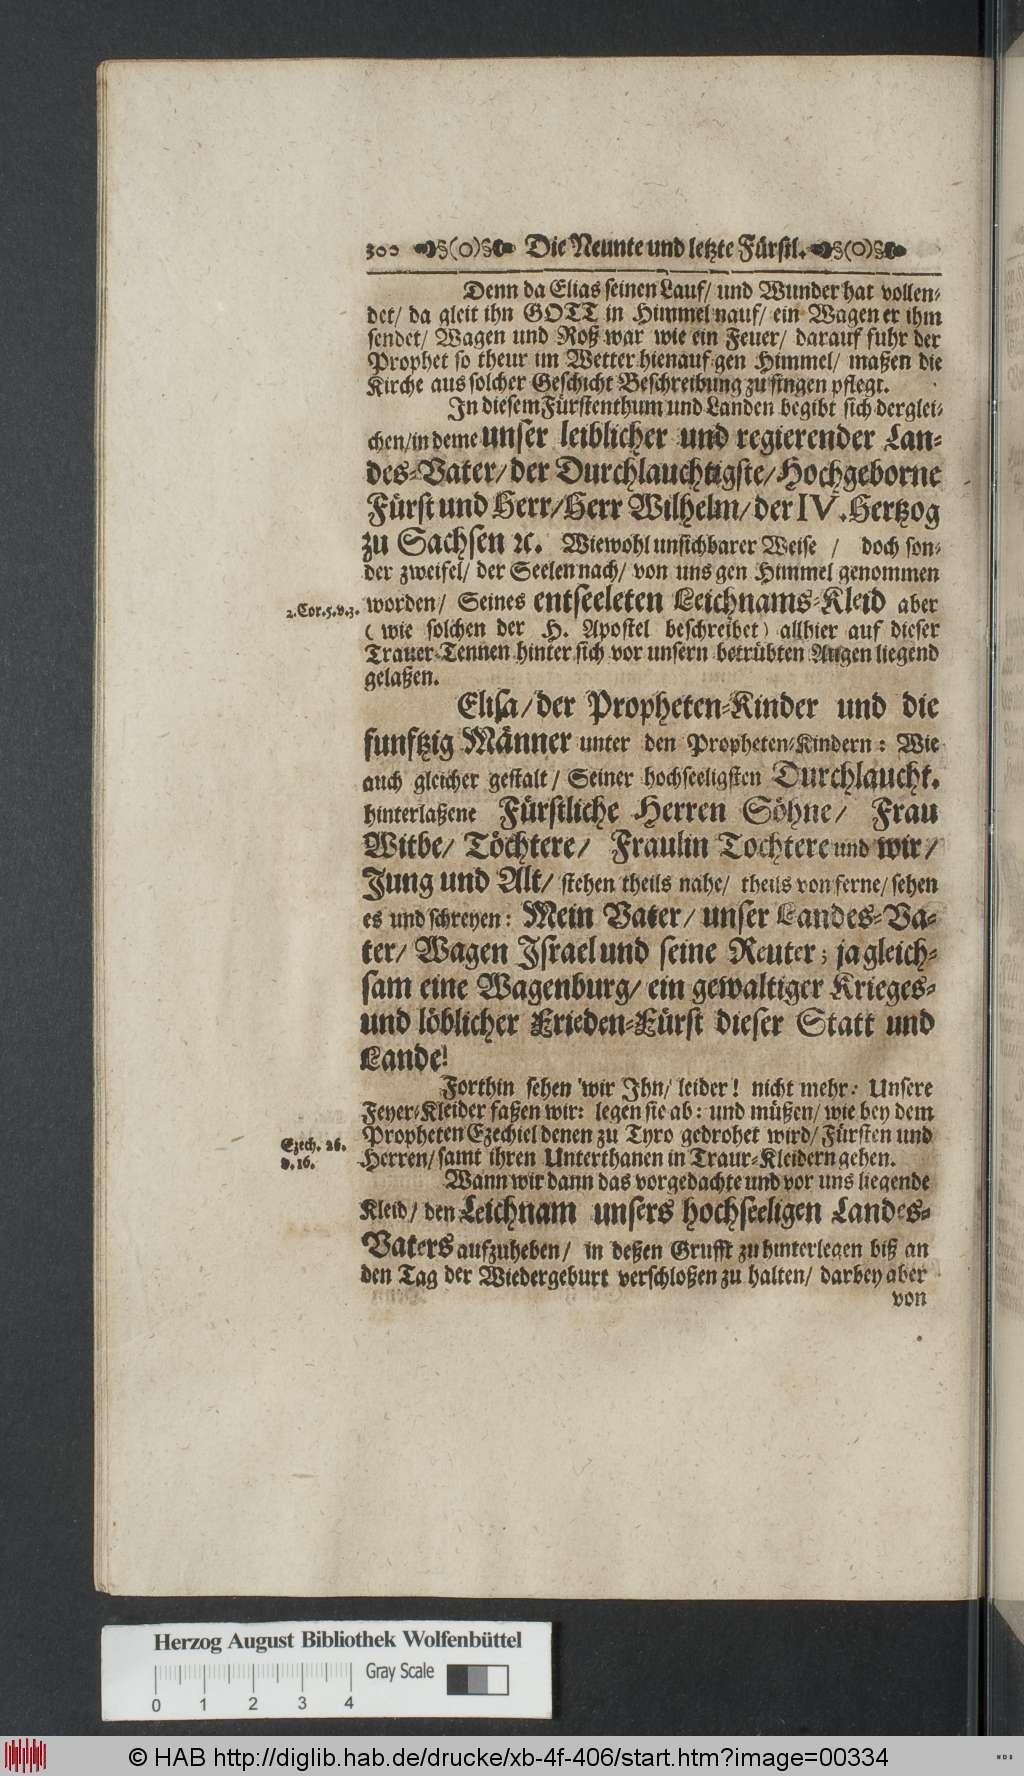 300 §(o)§ Die Neunte und letzte Fürstl. §(o)§
Denn da Elias seinen Lauf/ und Wunder hat vollen-
det/ da gleit ihn GOTT in Himmel nauf/ ein Wagen er ihm
sendet/ Wagen und Roß war wie ein Feuer/ darauf fuhr der
Prophet so theur im Wetter hienauf gen Himmel/ maßen die
Kirche aus solcher Geschicht Beschreibung zu singen pflegt.
In diesem Fürstenthum und Landen begibt sich derglei-
chen/ in deme unser leiblicher und regierender Lan-
des-Vater/ der Durchlauchtigste/ Hochgeborne
Fürst und Herr/ Herr Wilhelm/ der IV. Hertzog
zu Sachsen ꝛc. Wiewohl unsichbarer Weise / doch son-
der zweifel/ der Seelen nach/ von uns gen Himmel genommen
2. Cor. 5. v. 3. worden/ Seines entseeleten Leichnams-Kleid aber
( wie solchen der H. Apostel beschreibet) allhier auf dieser
Trauer-Tennen hinter sich vor unsern betrübten Augen liegend
gelaßen.
Elisa/ der Propheten-Kinder und die
funftzig Männer unter den Propheten-Kindern: Wie
auch gleicher gestalt/ Seiner hochseeligsten Durchlaucht.
hinterlaßene Fürstliche Herren Söhne/ Frau
Witbe/ Töchtere/ Fraulin Tochtere und wir/
Jung und Alt/ stehen theils nahe/ theils von ferne/ sehen
es und schreyen: Mein Vater/ unser Landes-Va-
ter/ Wagen Israel und seine Reuter; ja gleich-
sam eine Wagenburg/ ein gewaltiger Krieges-
und löblicher Frieden-Fürst dieser Statt und
Lande!
Forthin sehen wir Ihn/ leider! nicht mehr: Unsere
Feyer-Kleider faßen wir: legen sie ab: und müßen/ wie bey dem
Ezech. 26. Propheten Ezechiel denen zu Tyro gedrohet wird/ Fürsten und
v. 16. Herren/ samt ihren Unterthanen in Traur-Kleidern gehen.
Wann wir dann das vorgedachte und vor uns liegende
Kleid/ den Leichnam unsers hochseeligen Landes-
Vaters aufzuheben/ in deßen Grufft zu hinterlegen biß an
den Tag der Wiedergeburt verschloßen zu halten/ darbey aber
von
Herzog August Bibliothek Wolfenbüttel
Gray Scale
0 1 2 3 4
© HAB http://diglib.hab.de/drucke/xb-4f-406/start.htm?image=00334